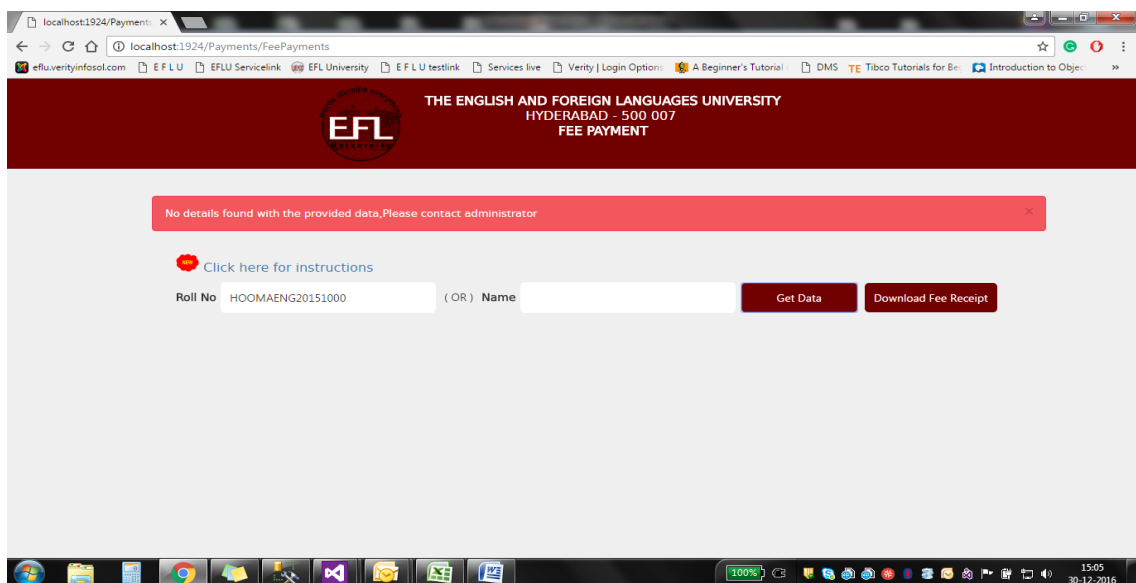 localhost:1924/Payments
localhost:1924/Payments/FeePayments
eflu.verityinfosol.com E F L U EFLU Servicelink EFL University E F L U testlink Services live Verity | Login Options A Beginner's Tutorial DMS TE Tibco Tutorials for Be Introduction to Objec »
THE ENGLISH AND FOREIGN LANGUAGES UNIVERSITY
HYDERABAD - 500 007
FEE PAYMENT
EFL
University
No details found with the provided data,Please contact administrator ×
NEW Click here for instructions
Roll No HOOMAENG20151000 ( OR ) Name Get Data Download Fee Receipt
100% 15:05
30-12-2016